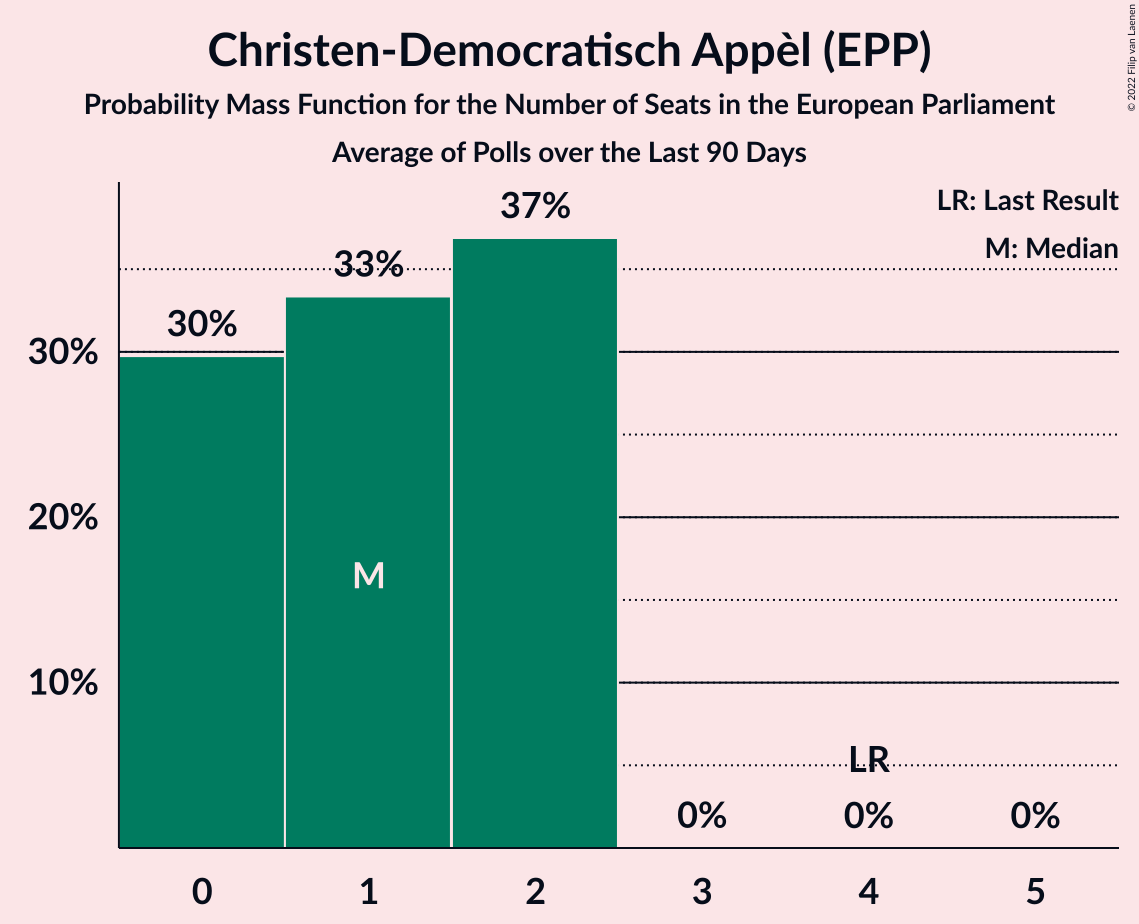 Christen-Democratisch Appèl (EPP)
Probability Mass Function for the Number of Seats in the European Parliament
Average of Polls over the Last 90 Days
© 2022 Filip van Laenen
LR: Last Result
M: Median
37%
33%
30%
30%
20%
M
10%
LR
0% 0% 0%
0 1 2 3 4 5